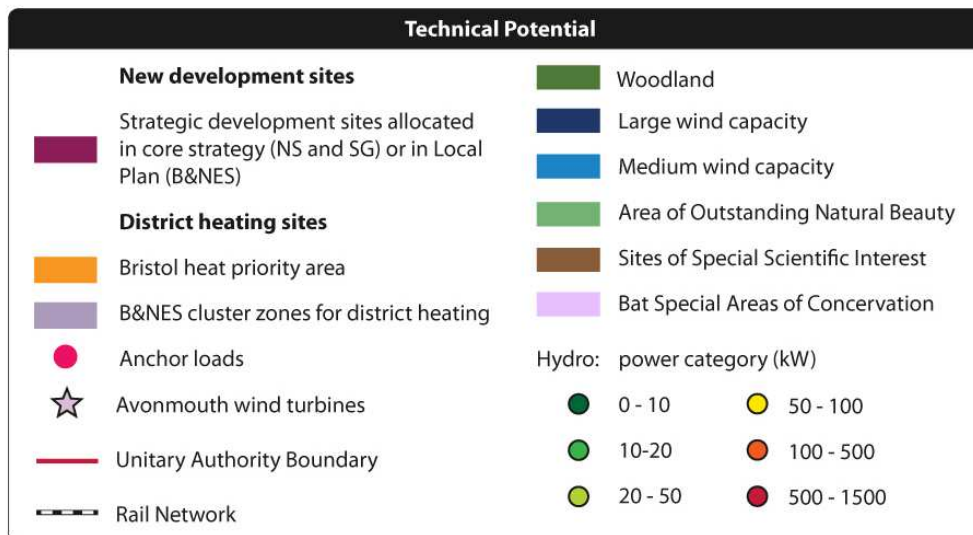 Technical Potential
New development sites
Strategic development sites allocated
in core strategy (NS and SG) or in Local
Plan (B&NES)
District heating sites
Bristol heat priority area
B&NES cluster zones for district heating
Anchor loads
Avonmouth wind turbines
Unitary Authority Boundary
Rail Network
Woodland
Large wind capacity
Medium wind capacity
Area of Outstanding Natural Beauty
Sites of Special Scientific Interest
Bat Special Areas of Concervation
Hydro: power category (kW)
0 - 10
10-20
20 - 50
50 - 100
100 - 500
500 - 1500